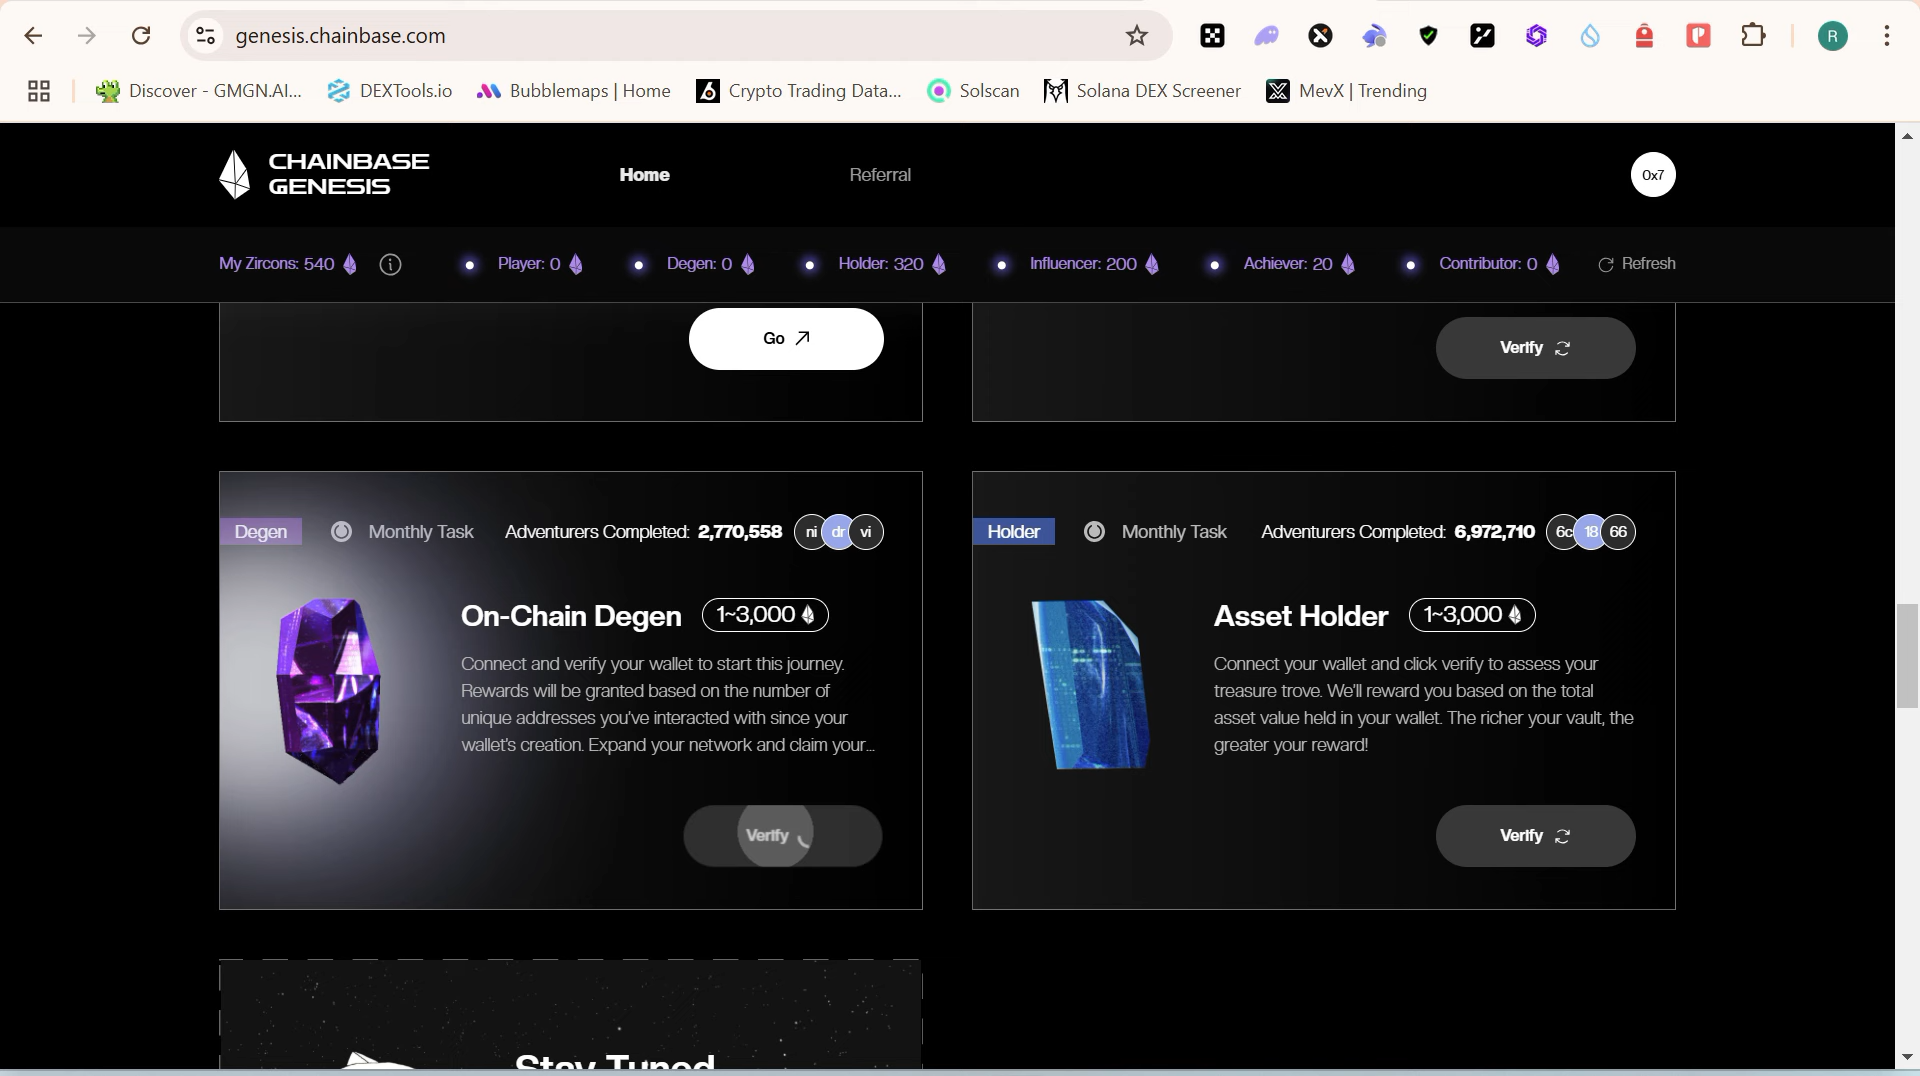 genesis.chainbase.com
R
Discover - GMGN.AI...
DEXTools.io
Bubblemaps | Home
Crypto Trading Data...
Solscan
Solana DEX Screener
MevX | Trending
CHAINBASE
GENESIS
Home
Referral
0x7
My Zircons: 540
Player: 0
Degen: 0
Holder: 320
Influencer: 200
Achiever: 20
Contributor: 0
Refresh
Go
Verify
Degen
Monthly Task
Adventurers Completed: 2,770,558
ni
dr
vi
On-Chain Degen
1~3,000
Connect and verify your wallet to start this journey.
Rewards will be granted based on the number of
unique addresses you've interacted with since your
wallet's creation. Expand your network and claim your...
Verify
Holder
Monthly Task
Adventurers Completed: 6,972,710
6c
18
66
Asset Holder
1~3,000
Connect your wallet and click verify to assess your
treasure trove. We'll reward you based on the total
asset value held in your wallet. The richer your vault, the
greater your reward!
Verify
Stay Tuned